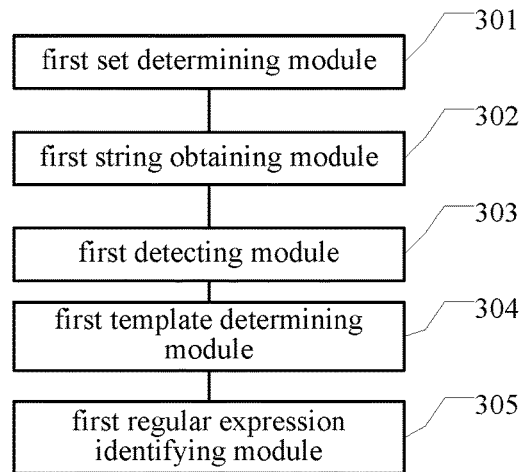 301
first set determining module
302
first string obtaining module
303
first detecting module
304
first template determining
module
305
first regular expression
identifying module